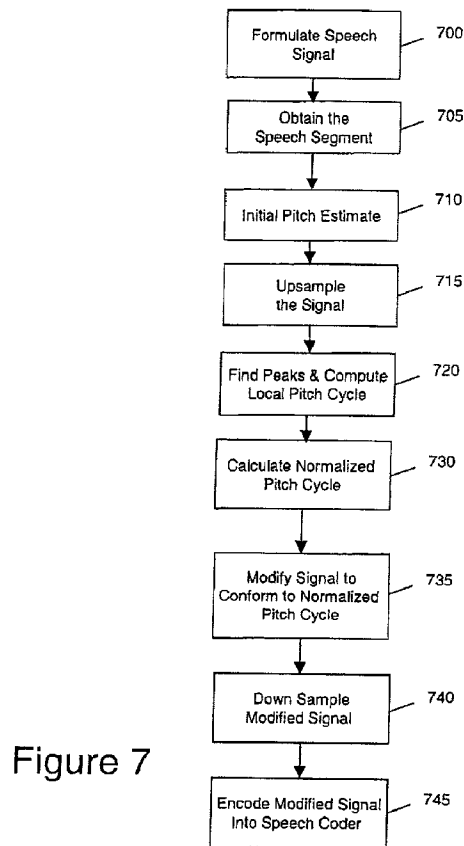 Formulate Speech
Signal
700
Obtain the
Speech Segment
705
Initial Pitch Estimate
710
Upsample
the Signal
715
Find Peaks & Compute
Local Pitch Cycle
720
Calculate Normalized
Pitch Cycle
730
Modify Signal to
Conform to Normalized
Pitch Cycle
735
Down Sample
Modified Signal
740
Figure 7
Encode Modified Signal
Into Speech Coder
745